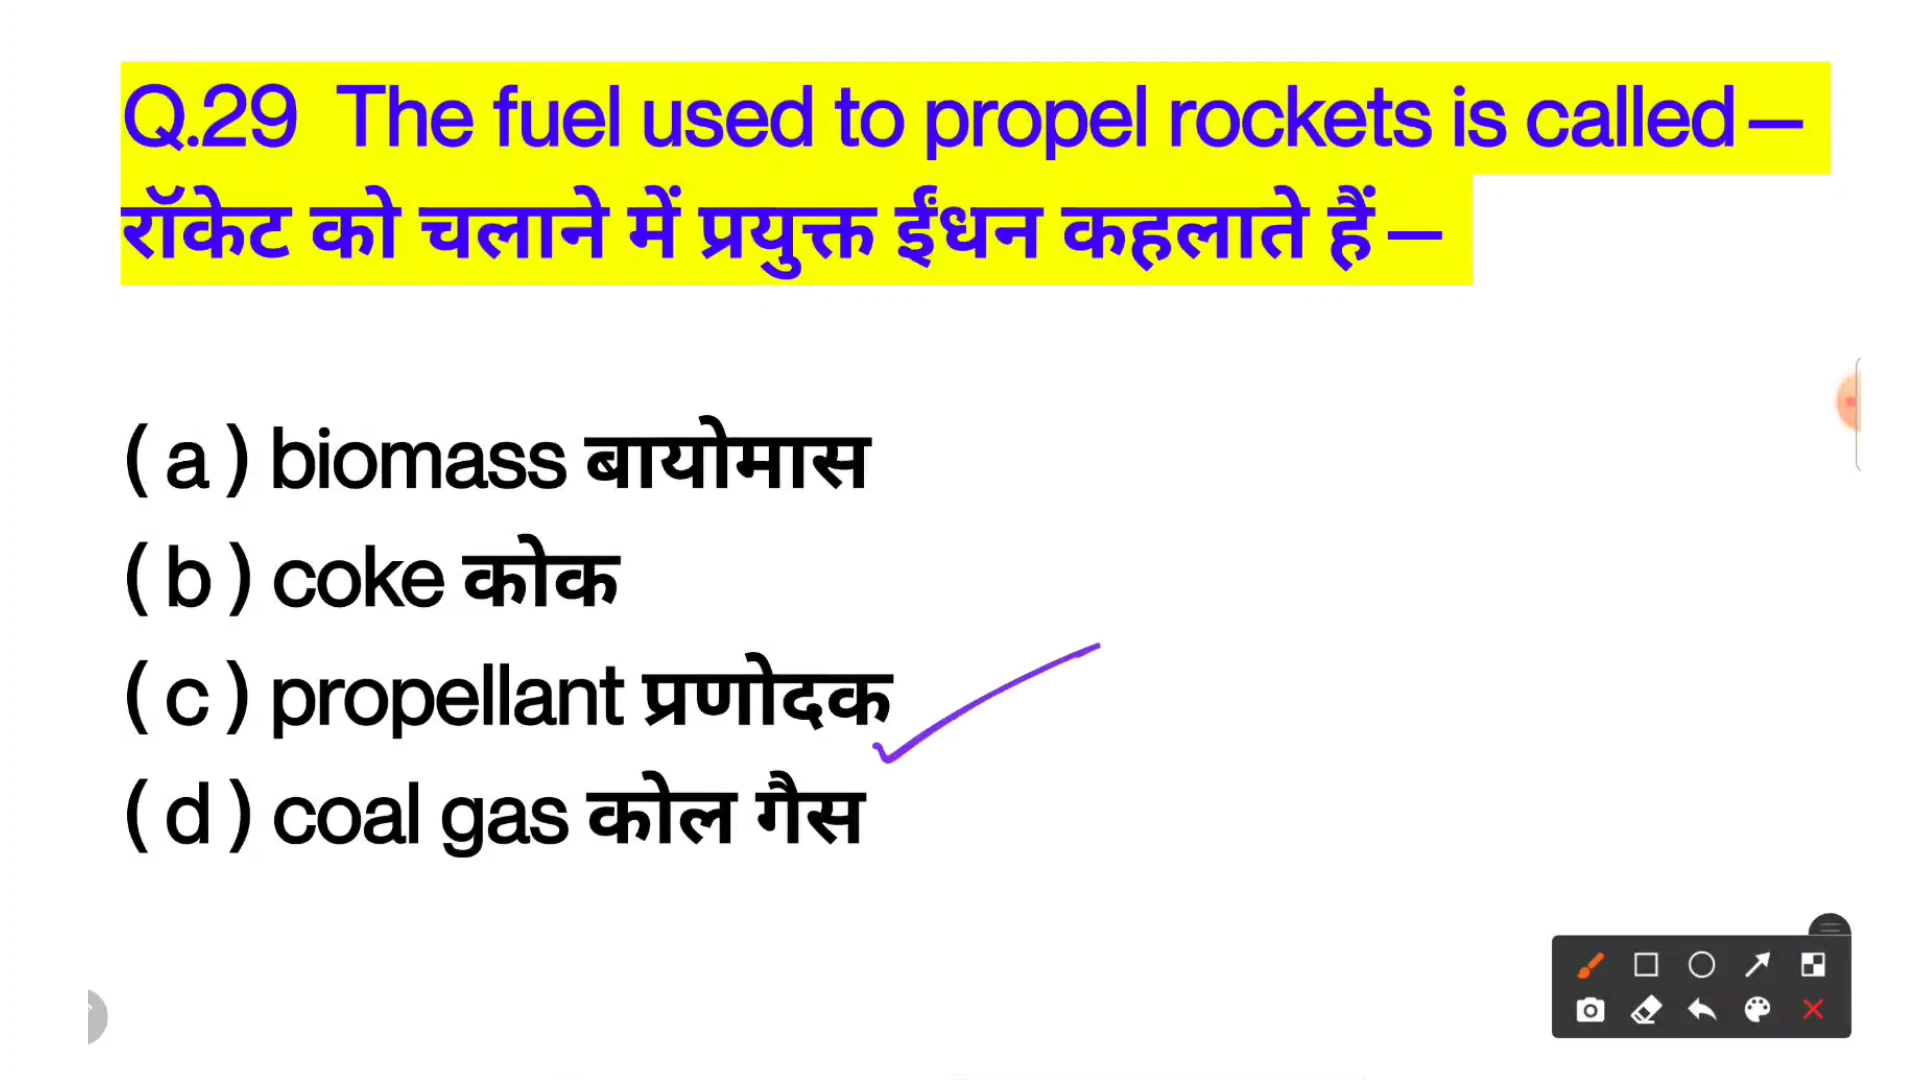 Q.29 The fuel used to propel rockets is called—
रॉकेट को चलाने में प्रयुक्त ईंधन कहलाते हैं—
( a ) biomass बायोमास
( b ) coke कोक
( c ) propellant प्रणोदक
( d ) coal gas कोल गैस